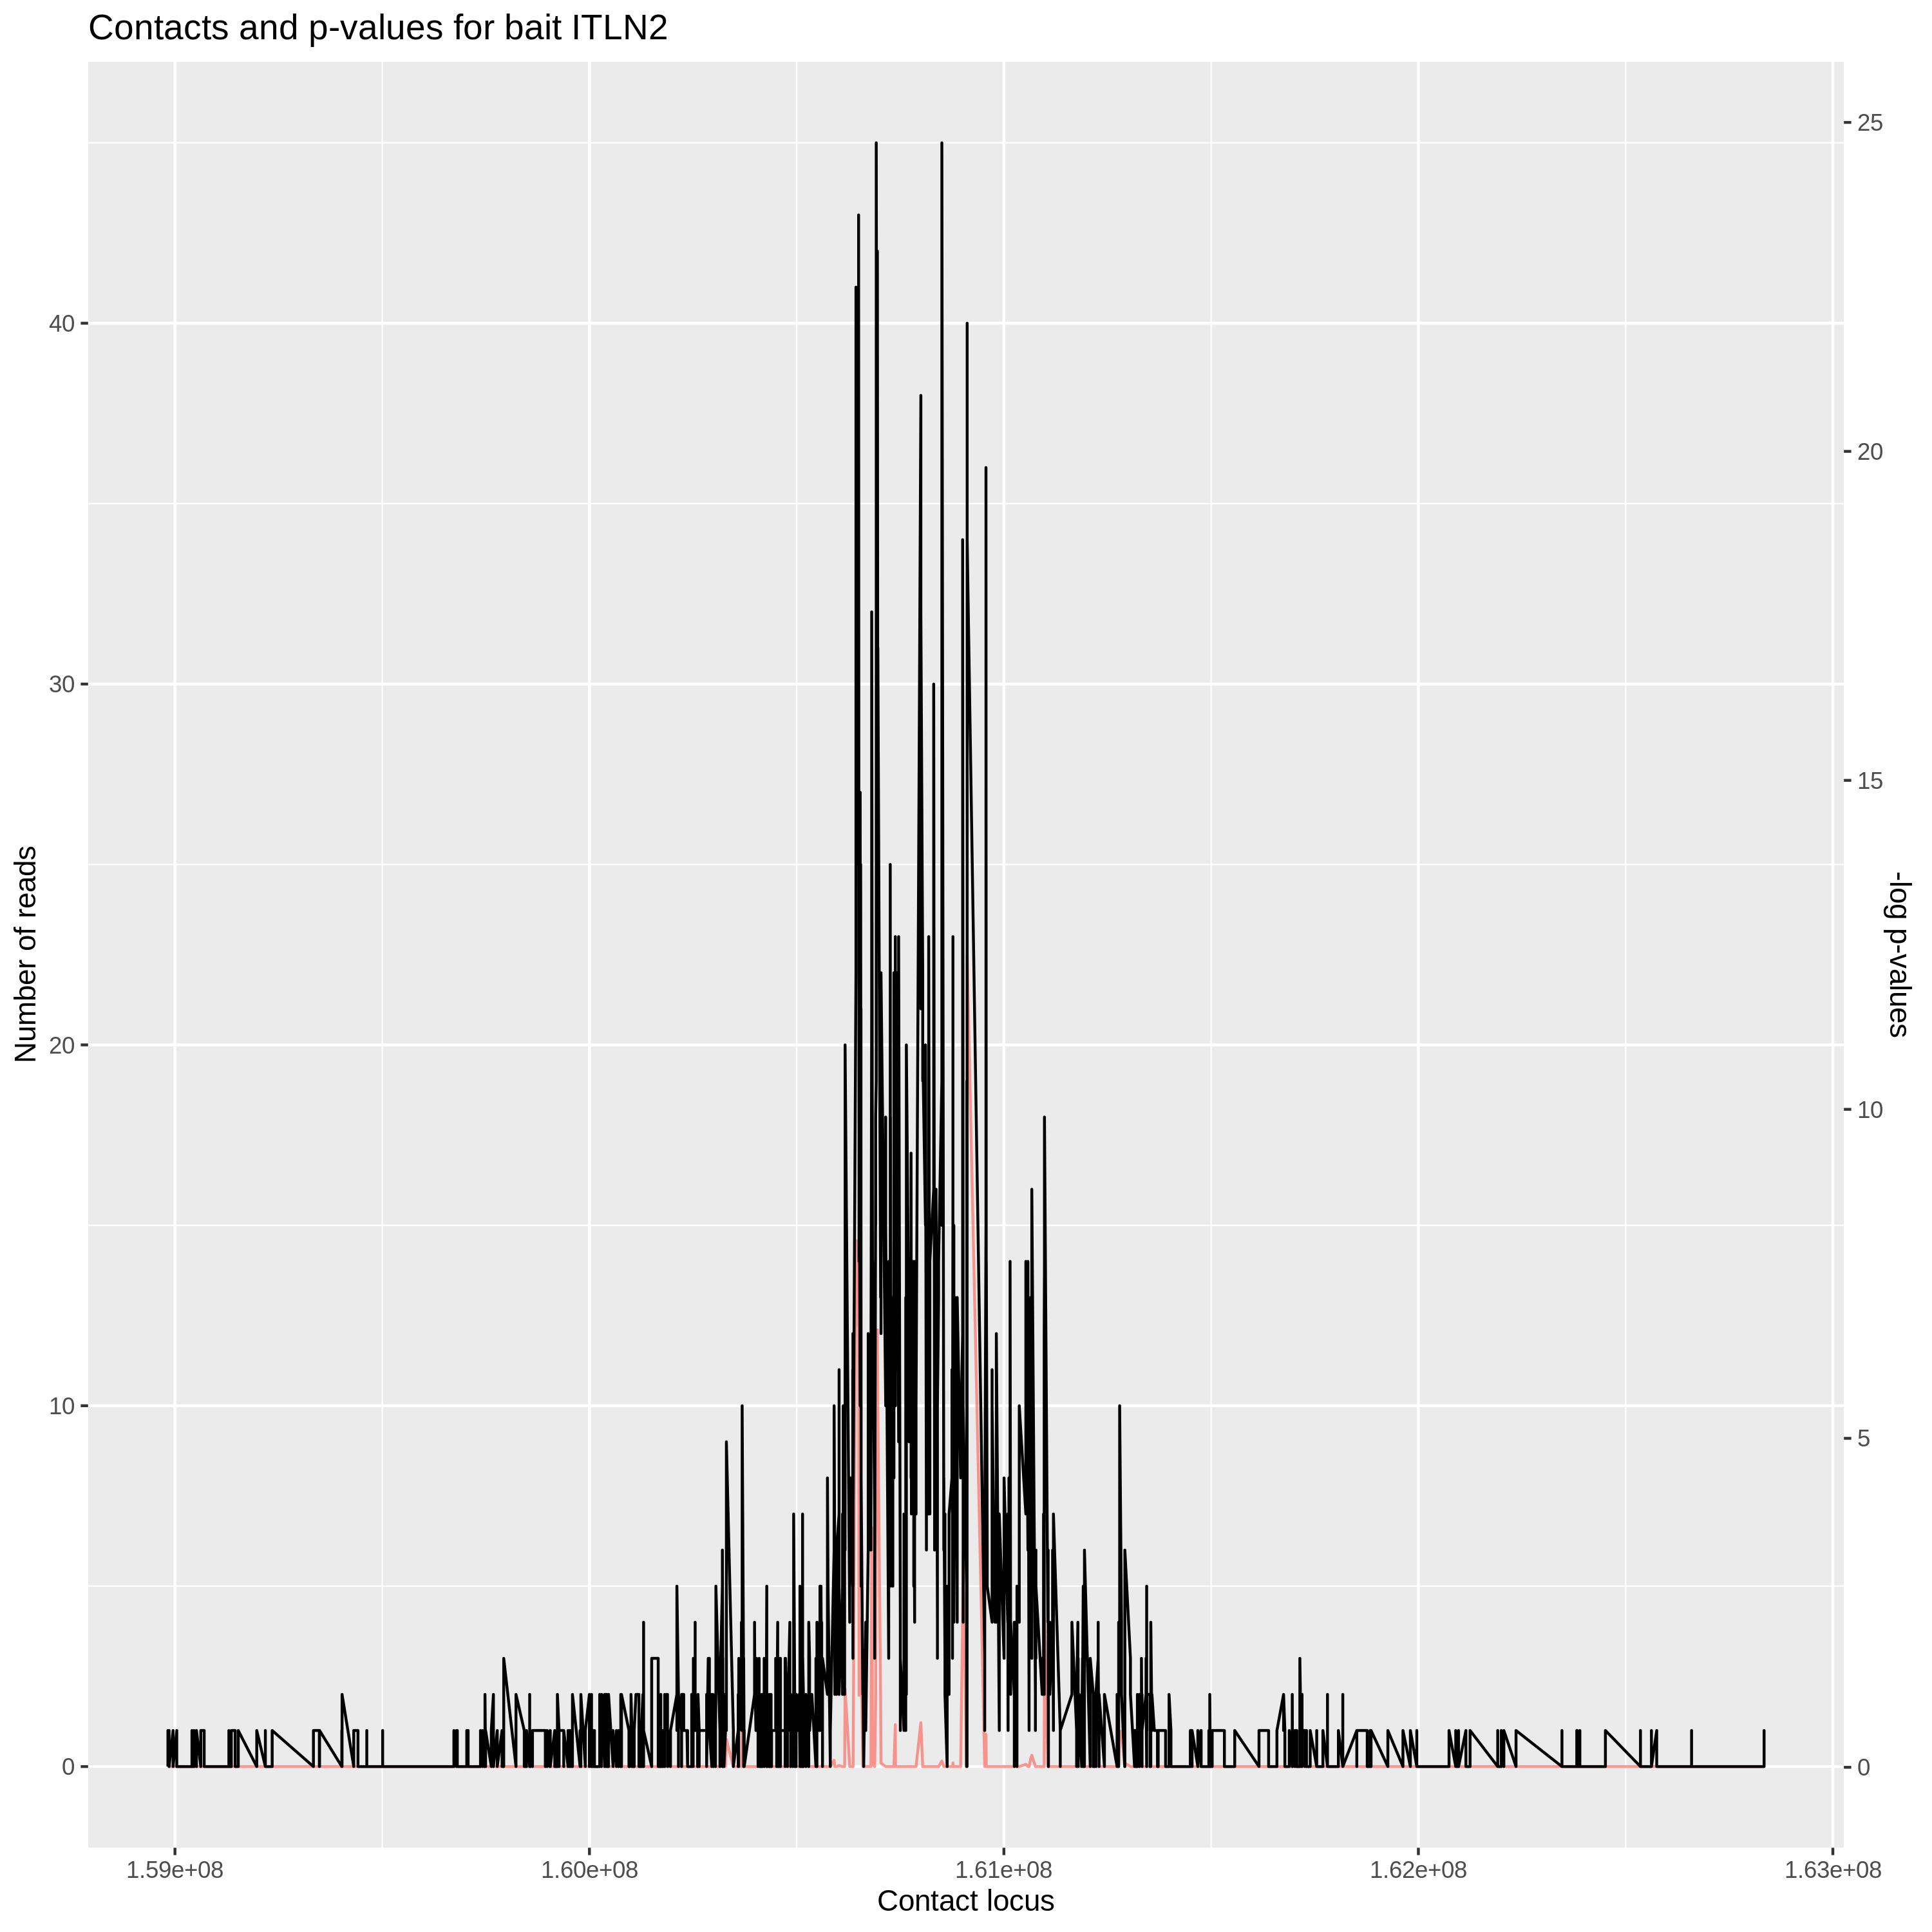 Contacts and p-values for bait ITLN2
25
40
20
30
15
Number of reads
-log p-values
20
10
10
5
0
0
1.59e+08
1.60e+08
1.61e+08
1.62e+08
1.63e+08
Contact locus